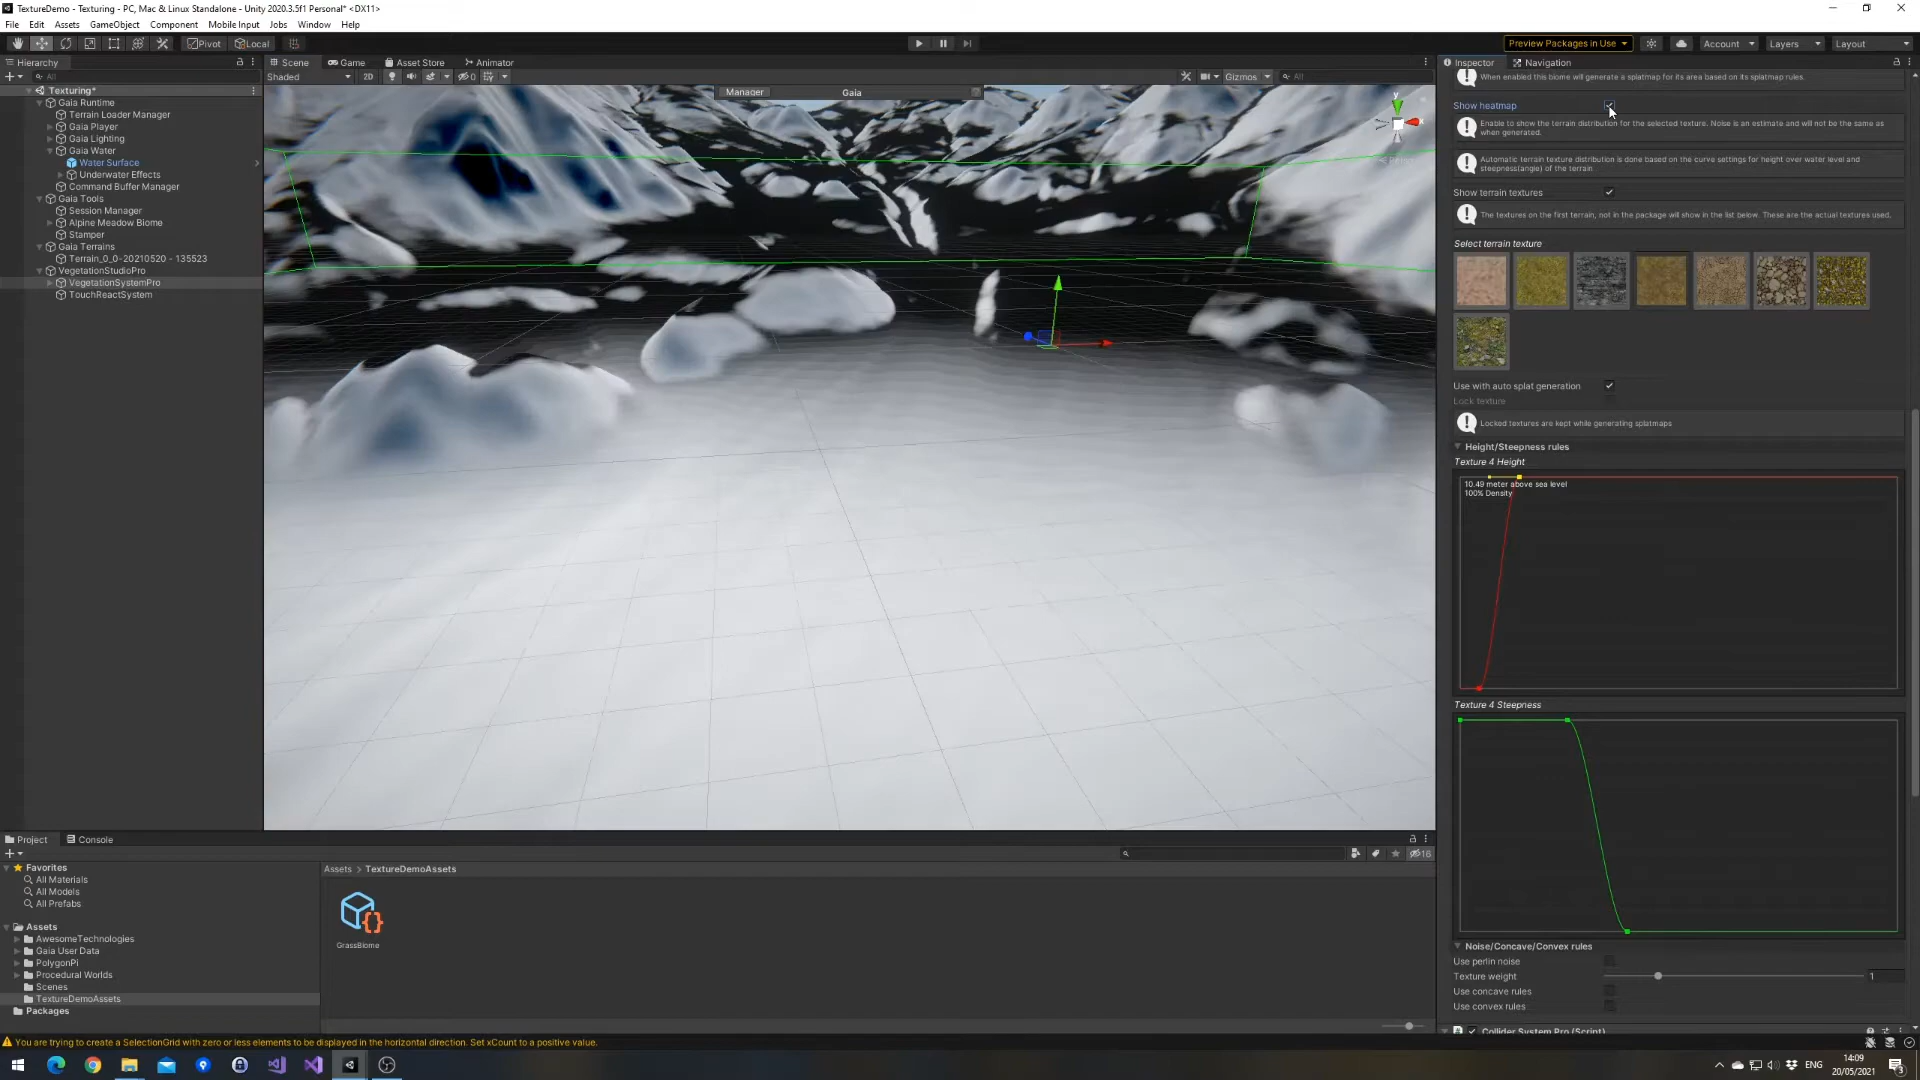 TextureDemo - Texturing - PC, Mac & Linux Standalone - Unity 2020.3.5f1 Personal* <DX11>
File Edit Assets GameObject Component Mobile Input Jobs Window Help
Pivot Local
Preview Packages in Use Account Layers Layout
Hierarchy
All
Texturing*
Gaia Runtime
Terrain Loader Manager
Gaia Player
Gaia Lighting
Gaia Water
Water Surface
Underwater Effects
Command Buffer Manager
Gaia Tools
Session Manager
Alpine Meadow Biome
Stamper
Gaia Terrains
Terrain_0_0-20210520 - 135523
VegetationStudioPro
VegetationSystemPro
TouchReactSystem
Scene Game Asset Store Animator
Shaded 2D 0 Gizmos All
Manager Gaia
y
x
Inspector Navigation
When enabled this biome will generate a splatmap for its area based on its splatmap rules.
Show heatmap
Enable to show the terrain distribution for the selected texture. Noise is an estimate and will not be the same as
when generated.
Automatic terrain texture distribution is done based on the curve settings for height over water level and
steepness(angle) of the terrain
Show terrain textures
The textures on the first terrain, not in the package will show in the list below. These are the actual textures used.
Select terrain texture
Use with auto splat generation
Lock texture
Locked textures are kept while generating splatmaps
Height/Steepness rules
Texture 4 Height
10.49 meter above sea level
100% Density
Texture 4 Steepness
Noise/Concave/Convex rules
Use perlin noise
Texture weight 1
Use concave rules
Use convex rules
Collider System Pro (Script)
Project Console
16
Favorites
All Materials
All Models
All Prefabs
Assets
AwesomeTechnologies
Gaia User Data
PolygonPi
Procedural Worlds
Scenes
TextureDemoAssets
Packages
Assets > TextureDemoAssets
GrassBiome
You are trying to create a SelectionGrid with zero or less elements to be displayed in the horizontal direction. Set xCount to a positive value.
ENG
14:09
20/05/2021
3